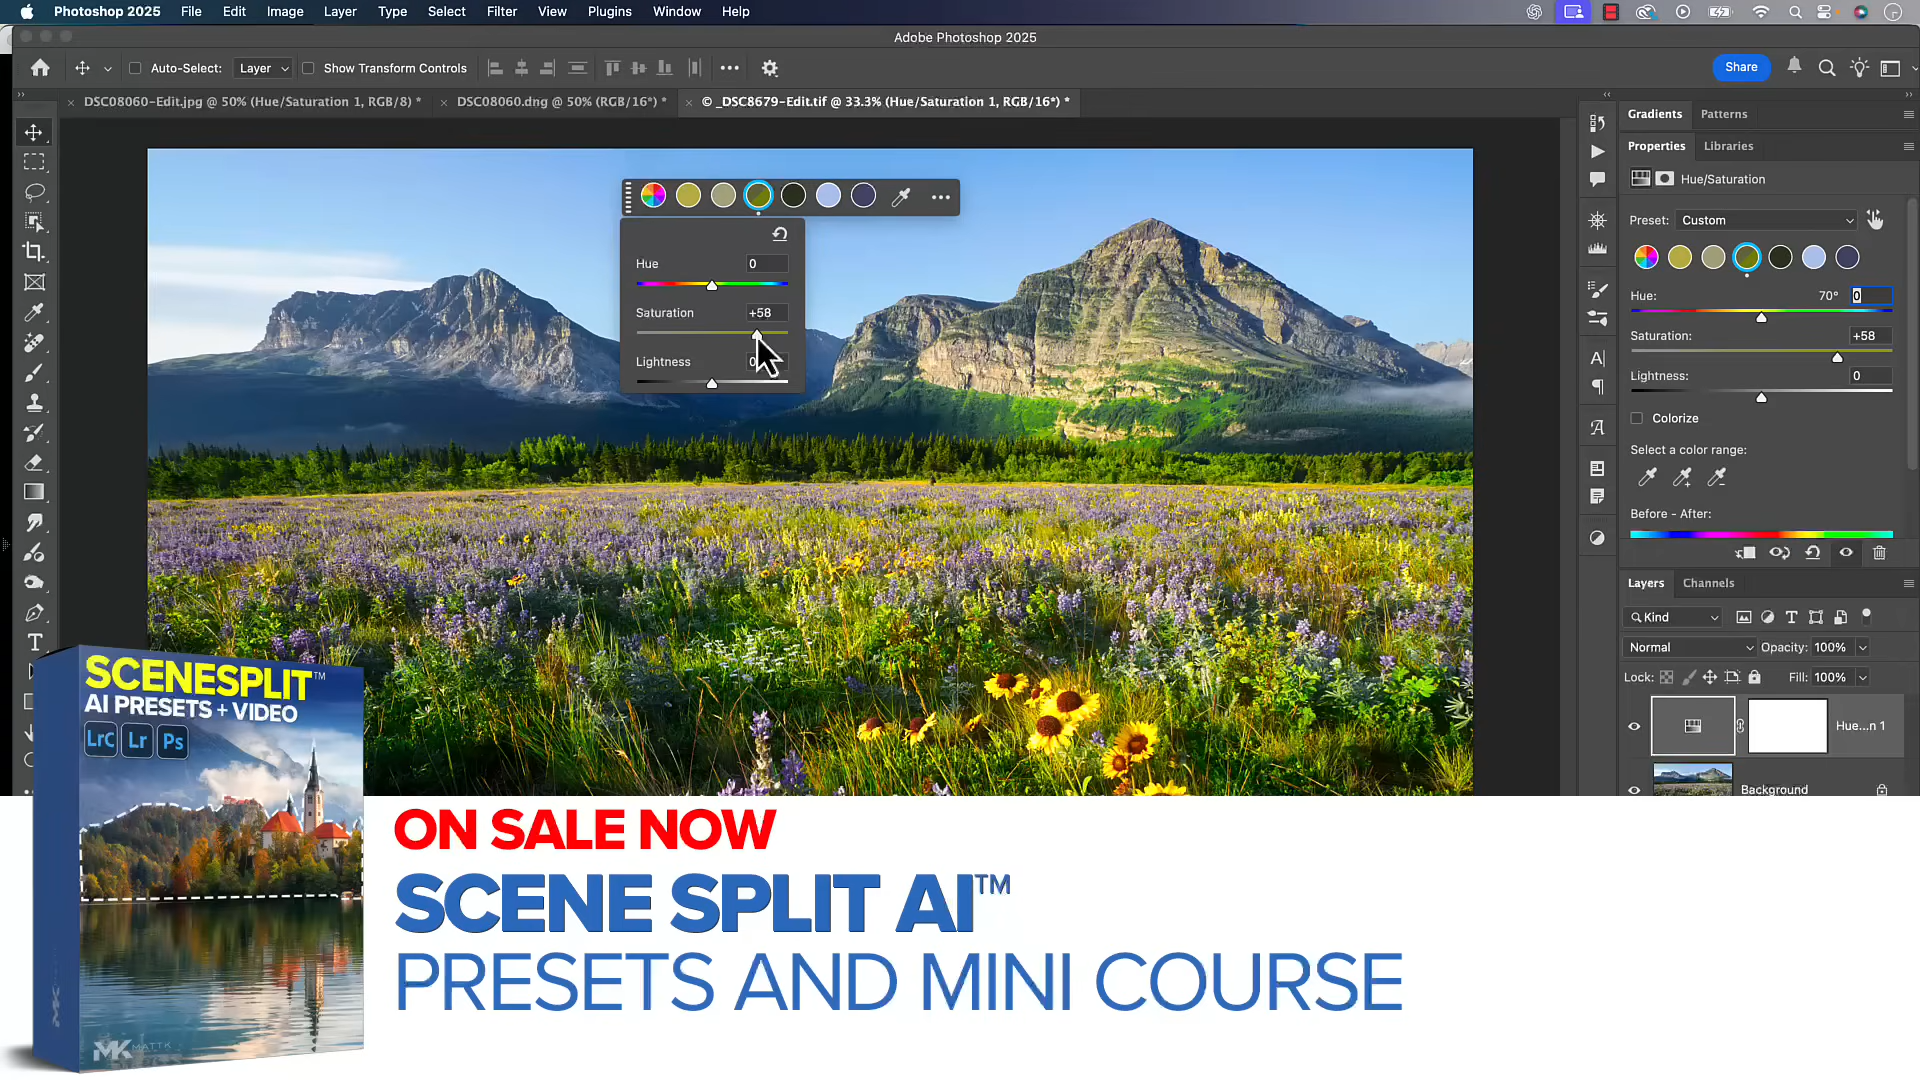 Photoshop 2025 File Edit Image Layer Type Select Filter View Plugins Window Help
Adobe Photoshop 2025
Auto-Select: Layer Show Transform Controls
Share
DSC08060-Edit.jpg @ 50% (Hue/Saturation 1, RGB/8) *
DSC08060.dng @ 50% (RGB/16*) *
© _DSC8679-Edit.tif @ 33.3% (Hue/Saturation 1, RGB/16*) *
Gradients Patterns
Properties Libraries
Hue/Saturation
Preset: Custom
Hue 0
Saturation +58
Lightness 0
Hue: 70° 0
Saturation: +58
Lightness: 0
Colorize
Select a color range:
Before - After:
Layers Channels
Kind
Normal Opacity: 100%
Lock: Fill: 100%
Hue...n 1
Background
SCENESPLIT™
AI PRESETS + VIDEO
LrC Lr Ps
MK MATTK
ON SALE NOW
SCENE SPLIT AI™
PRESETS AND MINI COURSE